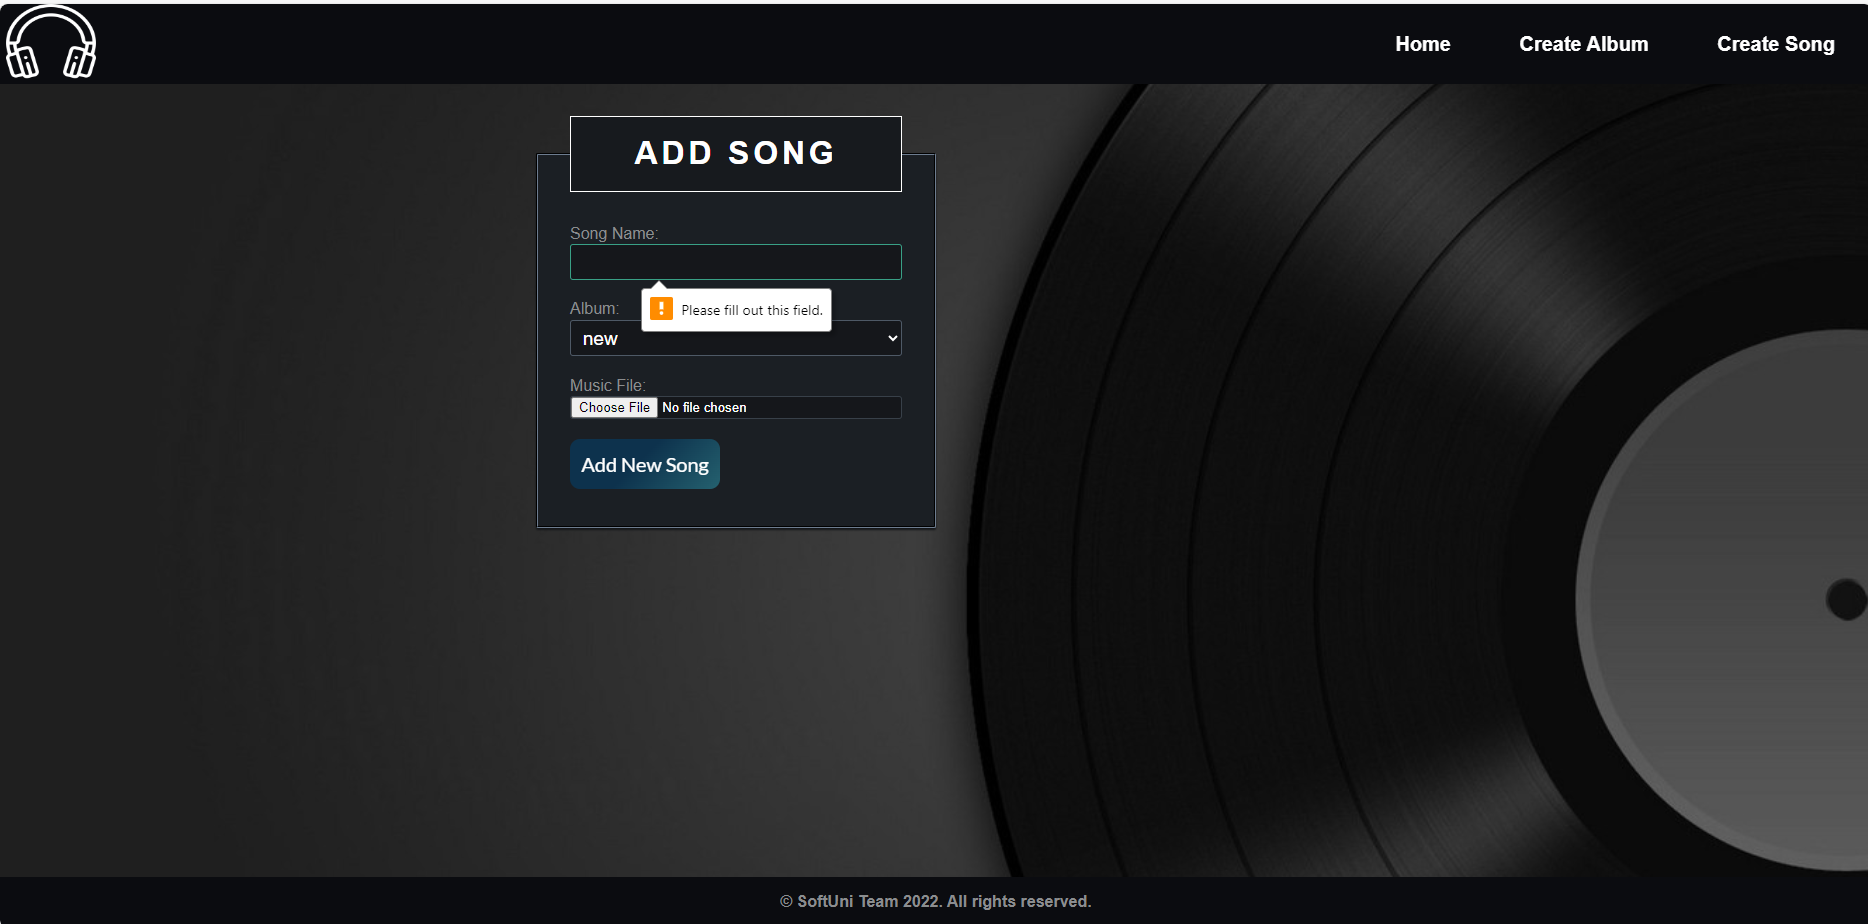 Home Create Album Create Song
ADD SONG
Song Name:
Please fill out this field.
Album:
new
Music File:
Choose File No file chosen
Add New Song
© SoftUni Team 2022. All rights reserved.